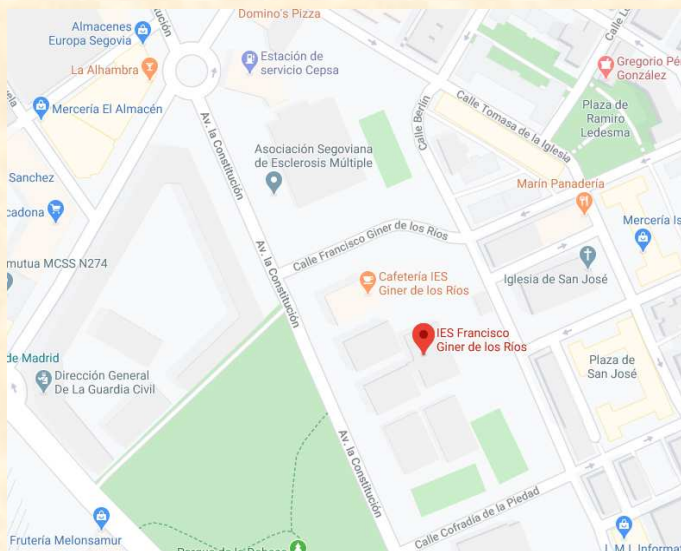 Domino's Pizza
Almacenes
Europa Segovia
La Alhambra
Estación de
servicio Cepsa
Mercería El Almacén
Gregorio Pé
González
Calle Tomasa de la Iglesia
Calle Berlín
Plaza de
Ramiro
Ledesma
Av. la Constitución
Asociación Segoviana
de Esclerosis Múltiple
Sanchez
cadona
Marín Panadería
Mercería Is
mutua MCSS N274
Av. la Constitución
Calle Francisco Giner de los Ríos
Cafetería IES
Giner de los Ríos
Iglesia de San José
IES Francisco
Giner de los Ríos
de Madrid
Dirección General
De La Guardia Civil
Plaza de
San José
Av. la Constitución
Calle Cofradía de la Piedad
Frutería Melonsamur